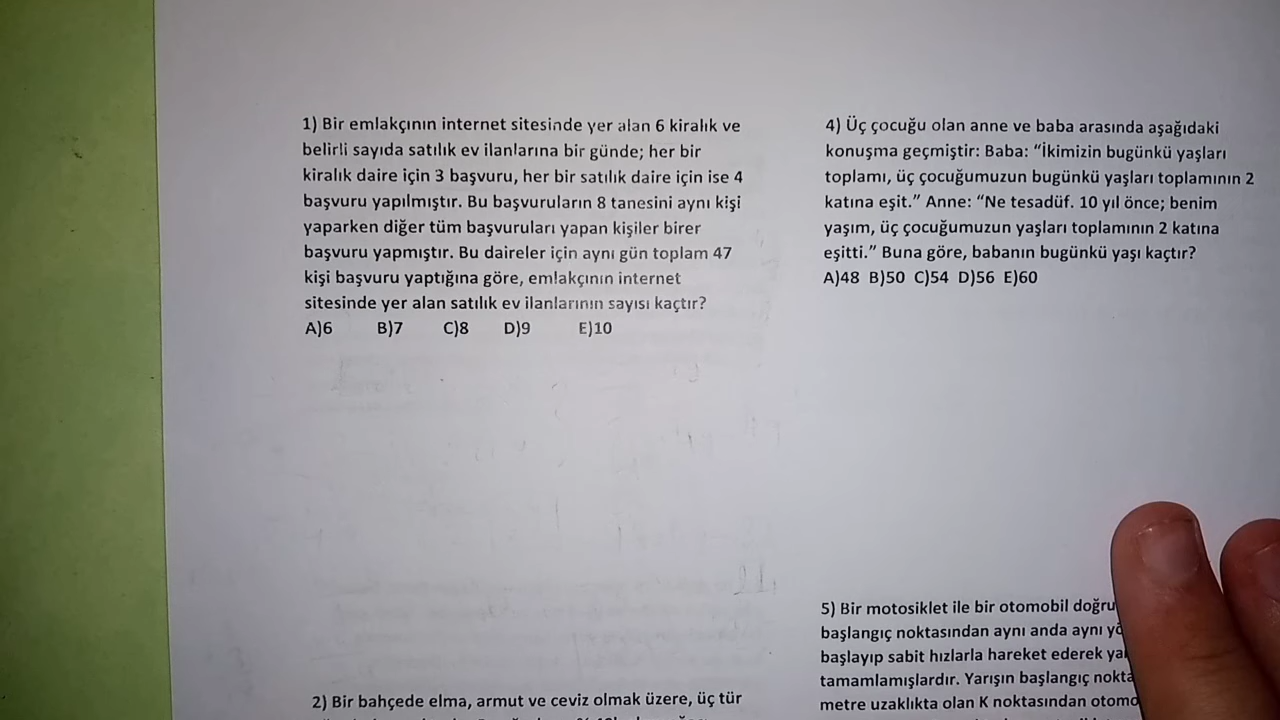 1) Bir emlakçının internet sitesinde yer alan 6 kiralık ve
belirli sayıda satılık ev ilanlarına bir günde; her bir
kiralık daire için 3 başvuru, her bir satılık daire için ise 4
başvuru yapılmıştır. Bu başvuruların 8 tanesini aynı kişi
yaparken diğer tüm başvuruları yapan kişiler birer
başvuru yapmıştır. Bu daireler için aynı gün toplam 47
kişi başvuru yaptığına göre, emlakçının internet
sitesinde yer alan satılık ev ilanlarının sayısı kaçtır?
A)6 B)7 C)8 D)9 E)10
2) Bir bahçede elma, armut ve ceviz olmak üzere, üç tür
4) Üç çocuğu olan anne ve baba arasında aşağıdaki
konuşma geçmiştir: Baba: “İkimizin bugünkü yaşları
toplamı, üç çocuğumuzun bugünkü yaşları toplamının 2
katına eşit.” Anne: “Ne tesadüf. 10 yıl önce; benim
yaşım, üç çocuğumuzun yaşları toplamının 2 katına
eşitti.” Buna göre, babanın bugünkü yaşı kaçtır?
A)48 B)50 C)54 D)56 E)60
5) Bir motosiklet ile bir otomobil doğru
başlangıç noktasından aynı anda aynı
başlayıp sabit hızlarla hareket ederek
tamamlamışlardır. Yarışın başlangıç
metre uzaklıkta olan K noktasından